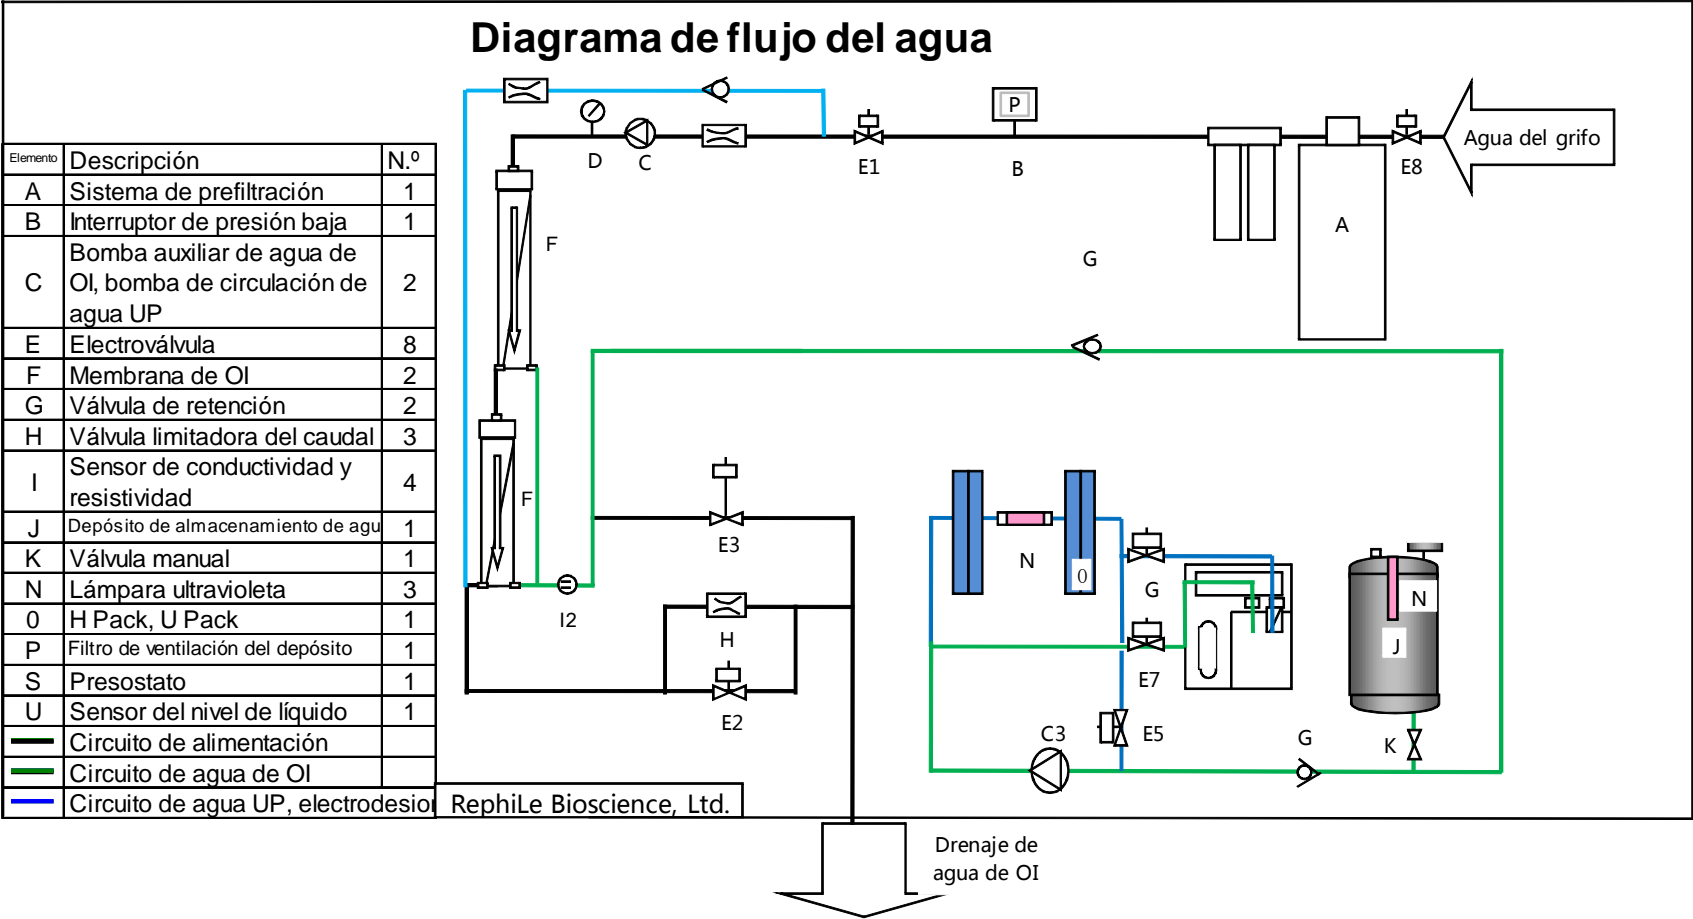 Diagrama de flujo del agua
Elemento Descripción N.º
A Sistema de prefiltración 1
B Interruptor de presión baja 1
C Bomba auxiliar de agua de OI, bomba de circulación de agua UP 2
E Electroválvula 8
F Membrana de OI 2
G Válvula de retención 2
H Válvula limitadora del caudal 3
I Sensor de conductividad y resistividad 4
J Depósito de almacenamiento de agu 1
K Válvula manual 1
N Lámpara ultravioleta 3
0 H Pack, U Pack 1
P Filtro de ventilación del depósito 1
S Presostato 1
U Sensor del nivel de líquido 1
Circuito de alimentación
Circuito de agua de OI
Circuito de agua UP, electrodesio
RephiLe Bioscience, Ltd.
P
Agua del grifo
D
C
E1
B
E8
A
F
G
F
E3
I2
H
E2
N
0
G
E7
E5
C3
G
K
N
J
Drenaje de
agua de OI